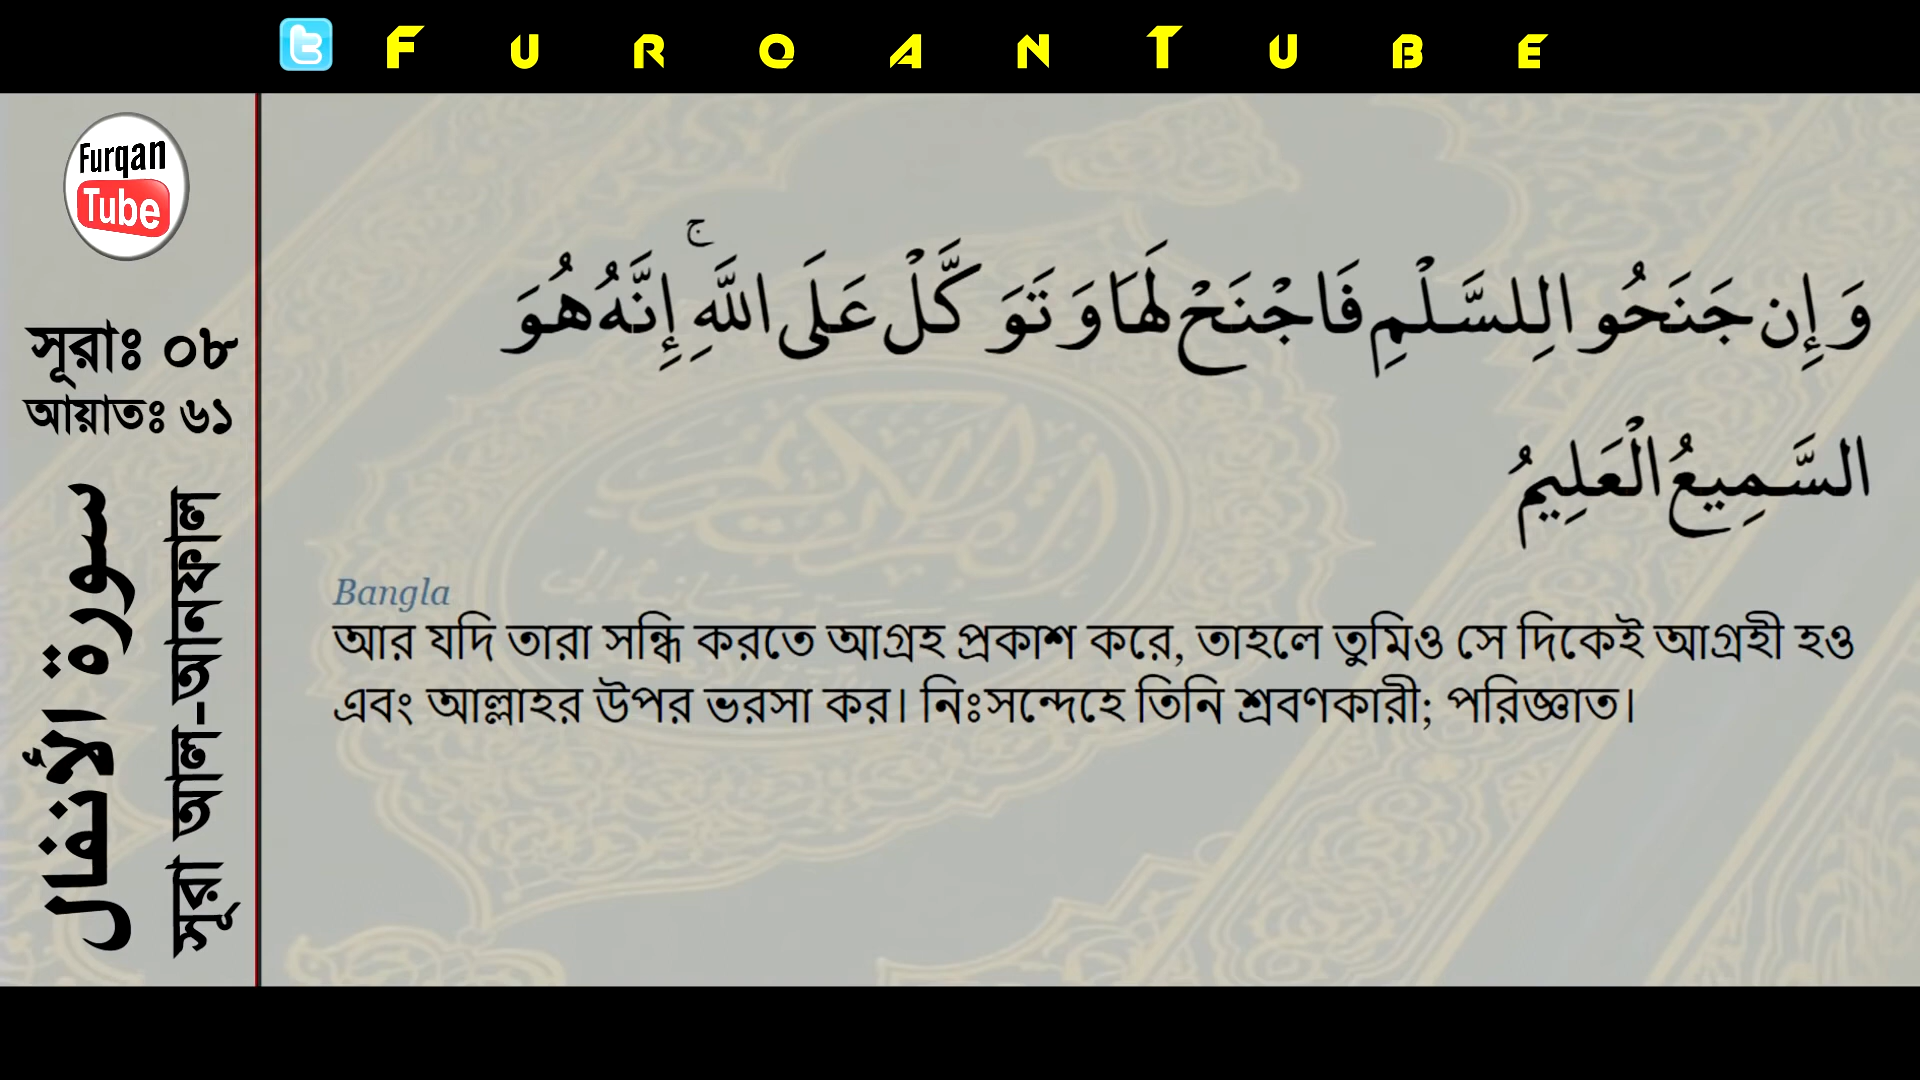 FurqanTube
Furqan
Tube
সূরাঃ ০৮
আয়াতঃ ৬১
سورة الأنفال
সূরা আল-আনফাল
وَإِن جَنَحُوا لِلسَّلْمِ فَاجْنَحْ لَهَا وَتَوَكَّلْ عَلَى اللَّهِ ۚ إِنَّهُ هُوَ
السَّمِيعُ الْعَلِيمُ
Bangla
আর যদি তারা সন্ধি করতে আগ্রহ প্রকাশ করে, তাহলে তুমিও সে দিকেই আগ্রহী হও
এবং আল্লাহর উপর ভরসা কর। নিঃসন্দেহে তিনি শ্রবণকারী; পরিজ্ঞাত।